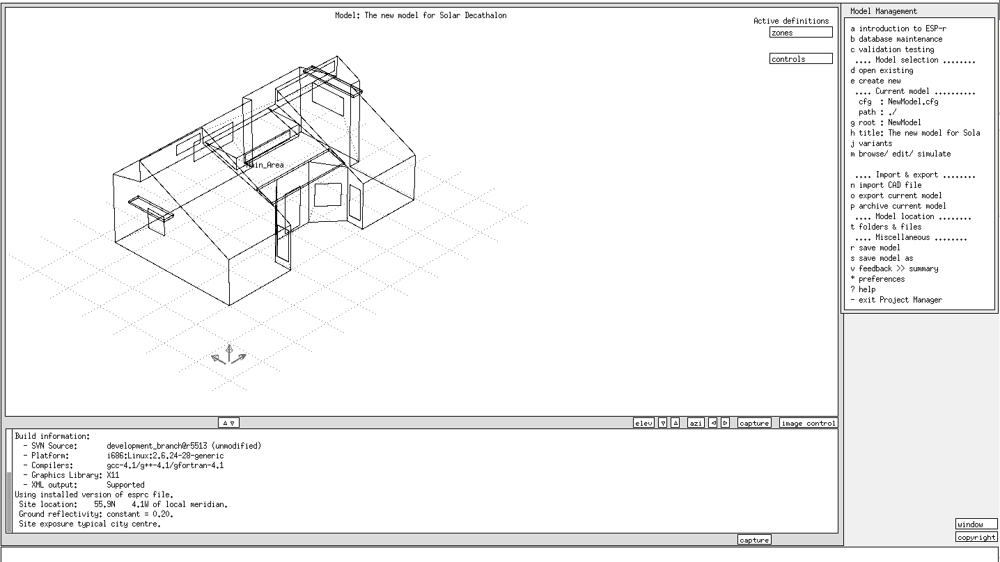 Model: The new model for Solar Decathalon
Active definitions
zones
controls
Main_Area
elev
azi
capture
image control
Build information:
- SVN Source: development_branch@r5513 (unmodified)
- Platform: i686:Linux:2.6.24-28-generic
- Compilers: gcc-4.1/g++-4.1/gfortran-4.1
- Graphics Library: X11
- XML output: Supported
Using installed version of esprc file.
Site location: 55.9N 4.1W of local meridian.
Ground reflectivity: constant = 0.20.
Site exposure typical city centre.
capture
Model Management
a introduction to ESP-r
b database maintenance
c validation testing
.... Model selection ........
d open existing
e create new
.... Current model ..........
cfg : NewModel.cfg
path : ./
g root : NewModel
h title: The new model for Sola
j variants
m browse/ edit/ simulate
.... Import & export ........
n import CAD file
o export current model
p archive current model
.... Model location ........
t folders & files
.... Miscellaneous ........
r save model
s save model as
v feedback >> summary
* preferences
? help
- exit Project Manager
window
copyright